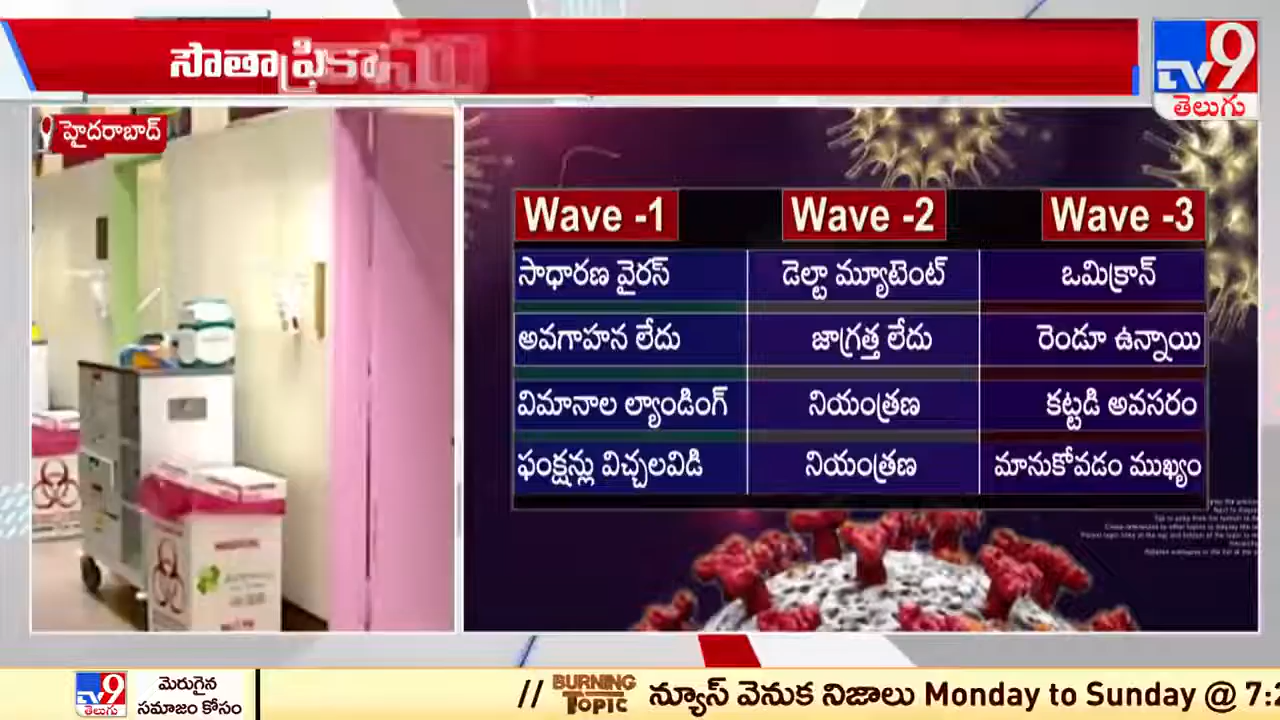 సౌతాఫ్రికా
TV9
తెలుగు
హైదరాబాద్
Wave -1 Wave -2 Wave -3
సాధారణ వైరస్ డెల్టా మ్యూటెంట్ ఒమిక్రాన్
అవగాహన లేదు జాగ్రత్త లేదు రెండూ ఉన్నాయి
విమానాల ల్యాండింగ్ నియంత్రణ కట్టడి అవసరం
ఫంక్షన్లు విచ్చలవిడి నియంత్రణ మానుకోవడం ముఖ్యం
TV9
తెలుగు
మెరుగైన
సమాజం కోసం
// BURNING TOPIC న్యూస్ వెనుక నిజాలు Monday to Sunday @